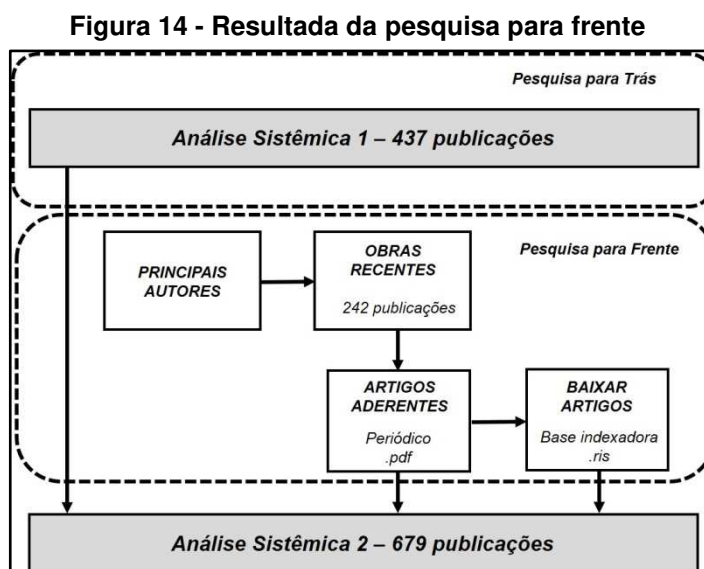 Figura 14 - Resultada da pesquisa para frente
Pesquisa para Trás
Análise Sistêmica 1 – 437 publicações
Pesquisa para Frente
PRINCIPAIS
AUTORES
OBRAS
RECENTES
242 publicações
ARTIGOS
ADERENTES
Periódico
.pdf
BAIXAR
ARTIGOS
Base indexadora
.ris
Análise Sistêmica 2 – 679 publicações